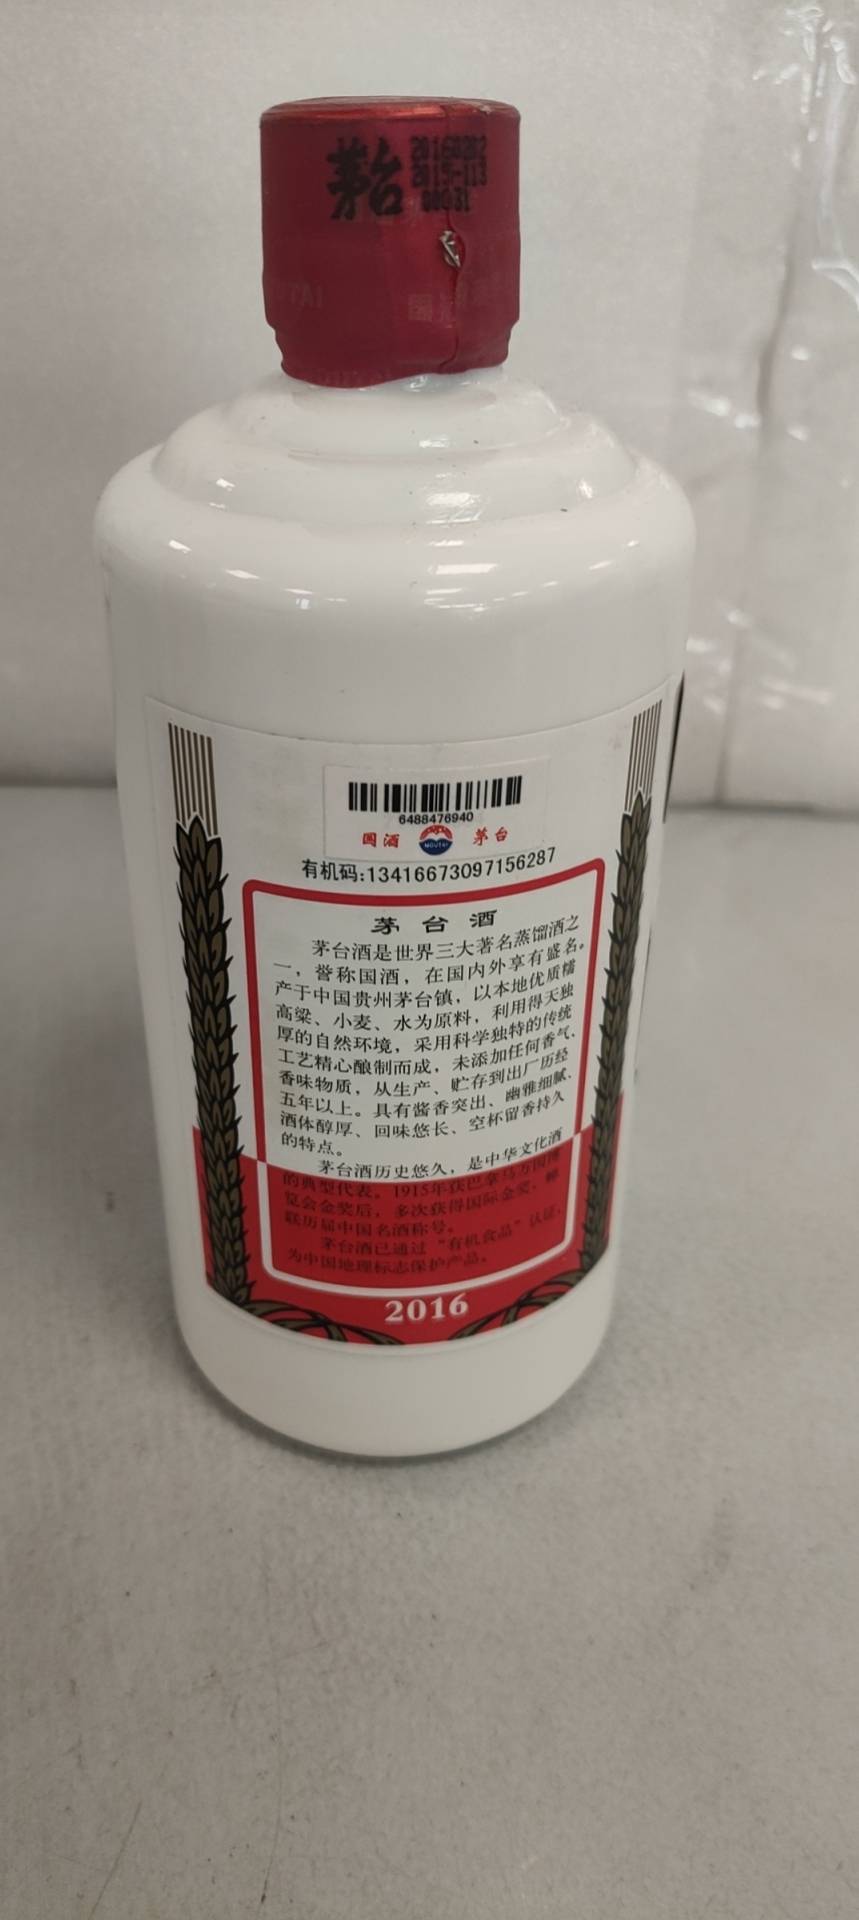 茅台
20160202
2015-113
TAI
国
6488476940
国酒
MOUTAI
茅台
有机码:13416673097156287
茅台酒
茅台酒是世界三大著名蒸馏酒之
一，誉称国酒，在国内外享有盛名。
产于中国贵州茅台镇，以本地优质糯
高粱、小麦、水为原料，利用得天独
厚的自然环境，采用科学独特的传统
工艺精心酿制而成，未添加任何香气、
香味物质，从生产、贮存到出厂历经
五年以上。具有酱香突出、幽雅细腻、
酒体醇厚、回味悠长、空杯留香持久
的特点。
茅台酒历史悠久，是中华文化酒
的典型代表。1915年获巴拿马万国博
览会金奖后，多次获得国际金奖，蝉
联历届中国名酒称号。
茅台酒已通过“有机食品”认证，
为中国地理标志保护产品。
2016